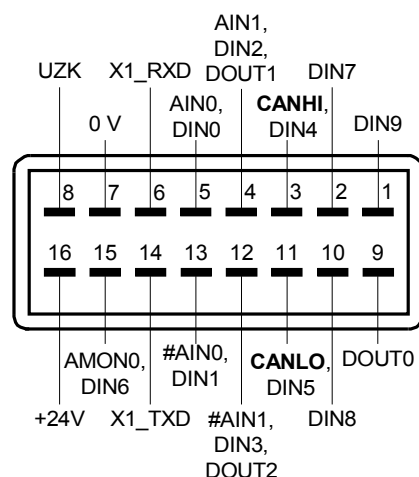 AIN1,
DIN2,
DOUT1
UZK X1_RXD DIN7
AIN0,
DIN0
CANHI,
DIN4
0 V DIN9
8 7 6 5 4 3 2 1
16 15 14 13 12 11 10 9
AMON0,
DIN6
#AIN0,
DIN1
CANLO,
DIN5
DOUT0
+24V X1_TXD #AIN1,
DIN3,
DOUT2
DIN8